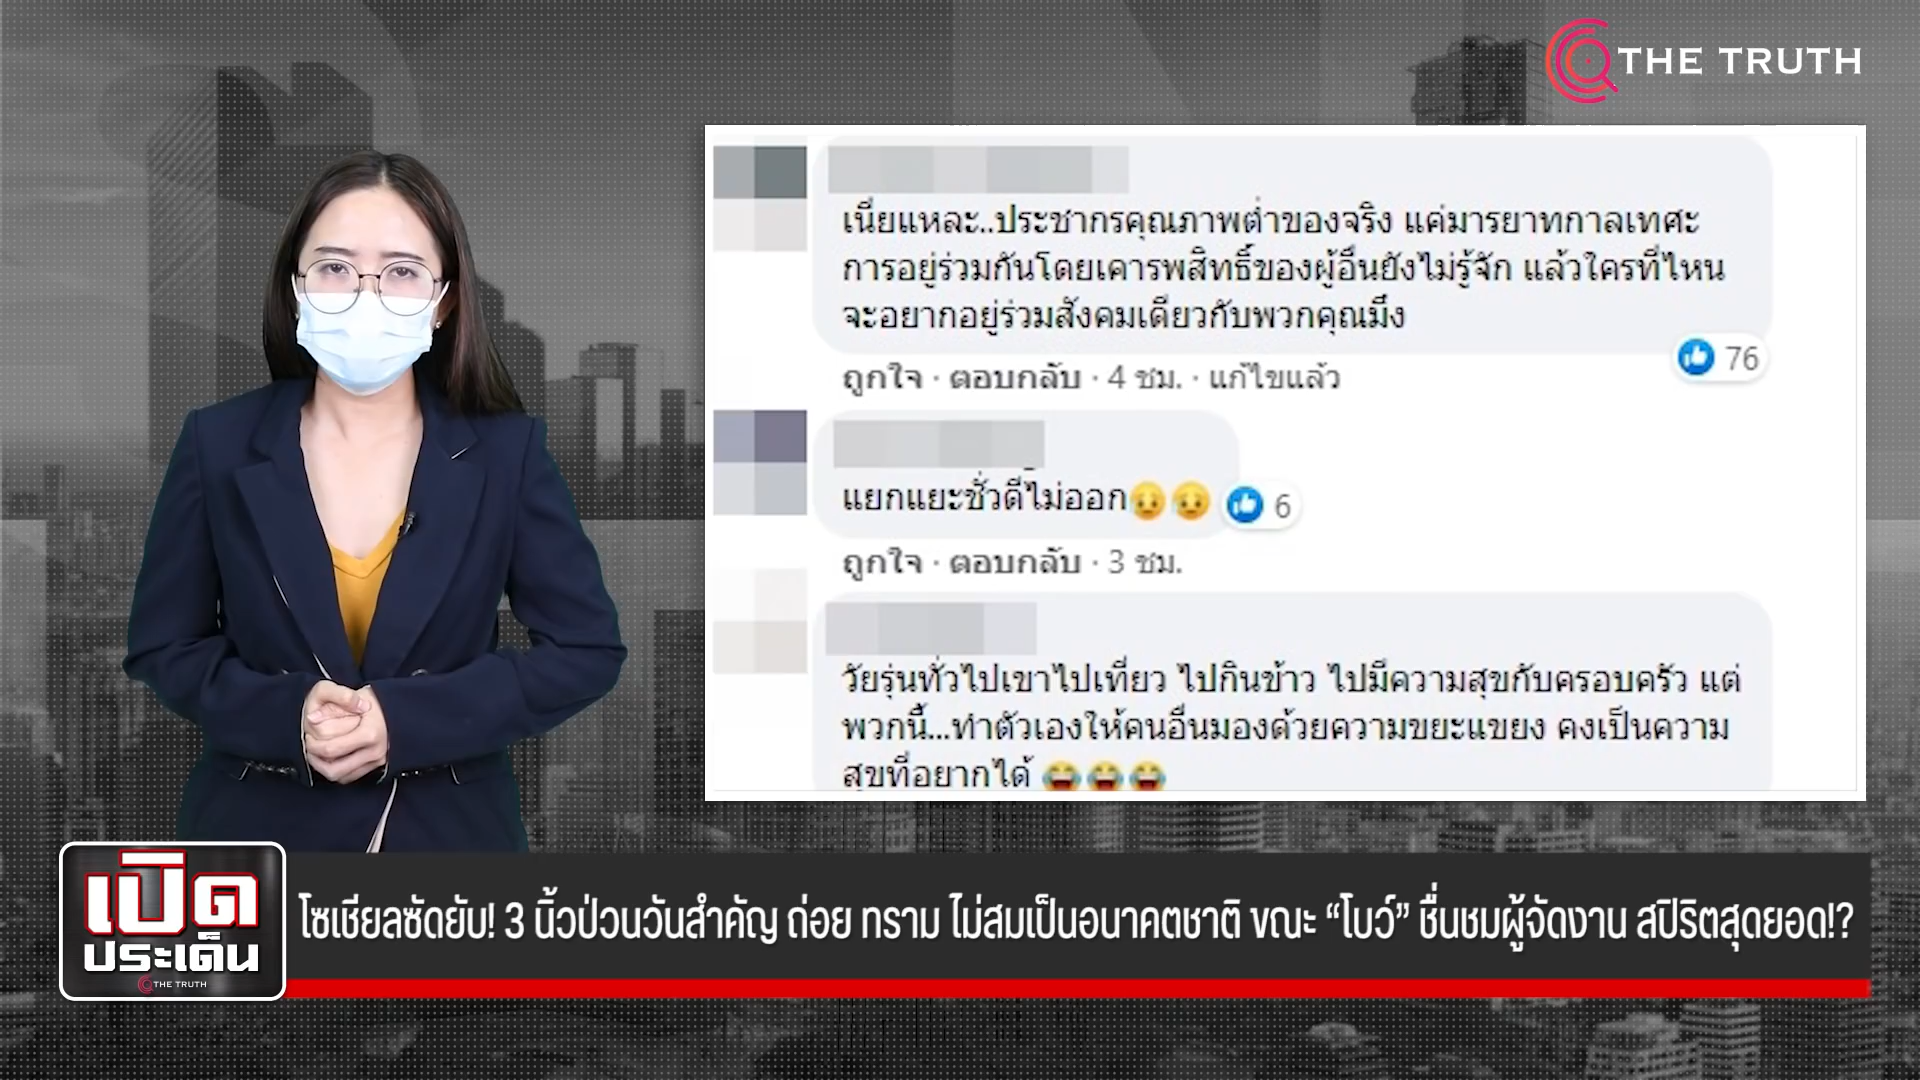 THE TRUTH
เนี่ยแหละ..ประชากรคุณภาพต่ำของจริง แค่มารยาทกาลเทศะ
การอยู่ร่วมกันโดยเคารพสิทธิ์ของผู้อื่นยังไม่รู้จัก แล้วใครที่ไหน
จะอยากอยู่ร่วมสังคมเดียวกับพวกคุณมึง
76
ถูกใจ · ตอบกลับ · 4 ชม. · แก้ไขแล้ว
แยกแยะชั่วดีไม่ออก😥😥 6
ถูกใจ · ตอบกลับ · 3 ชม.
วัยรุ่นทั่วไปเขาไปเที่ยว ไปกินข้าว ไปมีความสุขกับครอบครัว แต่
พวกนี้...ทำตัวเองให้คนอื่นมองด้วยความขยะแขยง คงเป็นความ
สุขที่อยากได้ 😂😂😂
เปิด
ประเด็น
THE TRUTH
โซเชียลซัดยับ! 3 นิ้วป่วนวันสำคัญ ถ่อย ทราม ไม่สมเป็นอนาคตชาติ ขณะ “โบว์” ชื่นชมผู้จัดงาน สปิริตสุดยอด!?